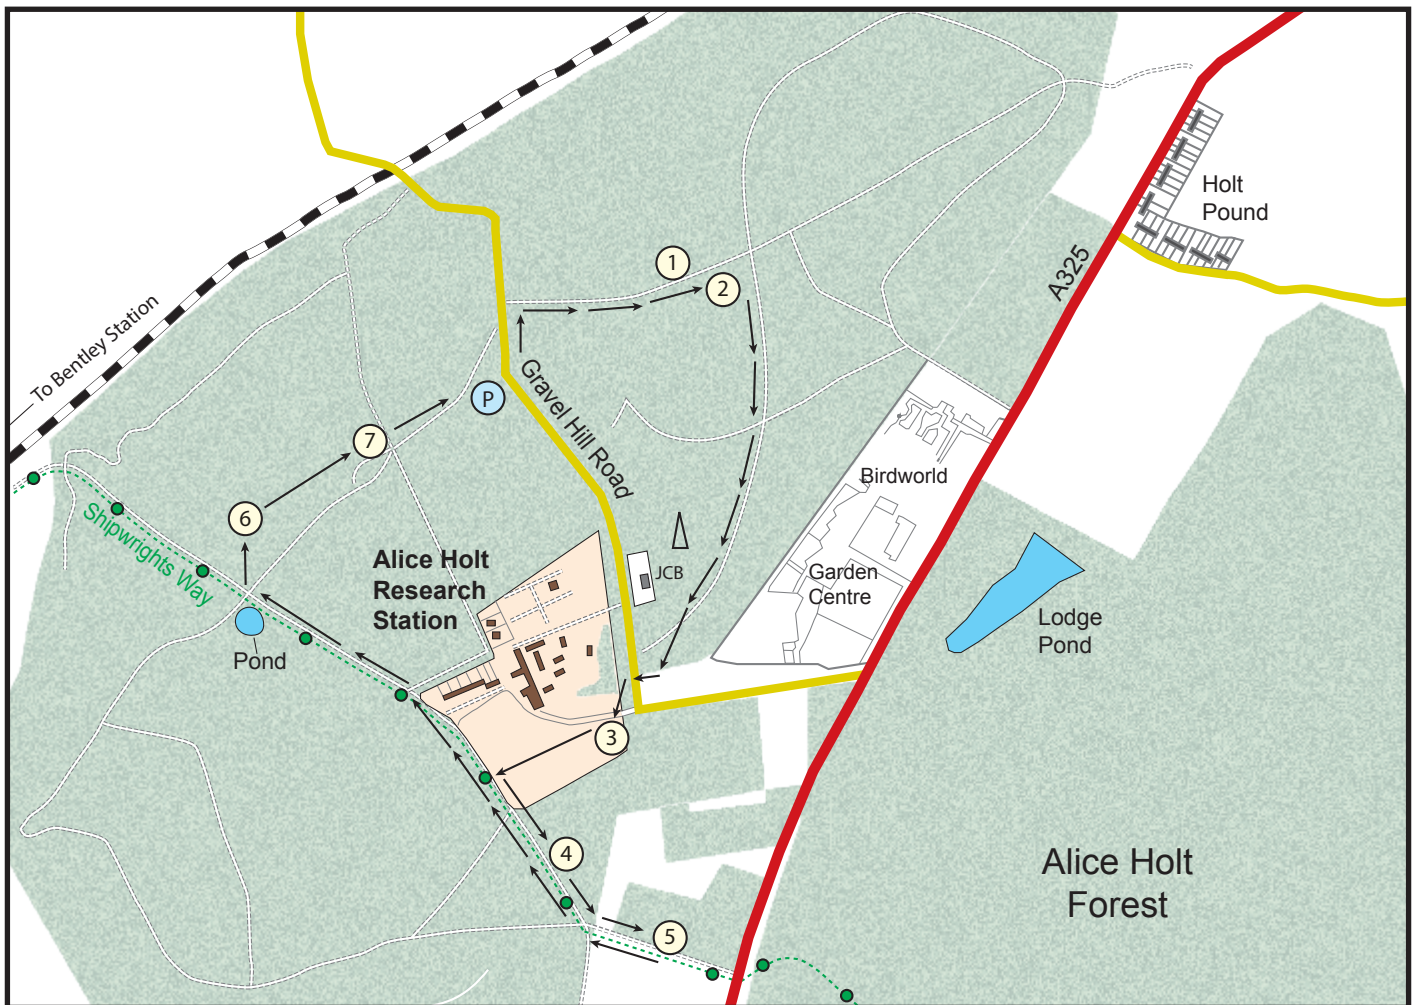 Holt
Pound
A325
1
2
To Bentley Station
Gravel Hill Road
P
7
6
Birdworld
Shipwrights Way
Alice Holt
Research
Station
JCB
Garden
Centre
Lodge
Pond
Pond
3
4
5
Alice Holt
Forest